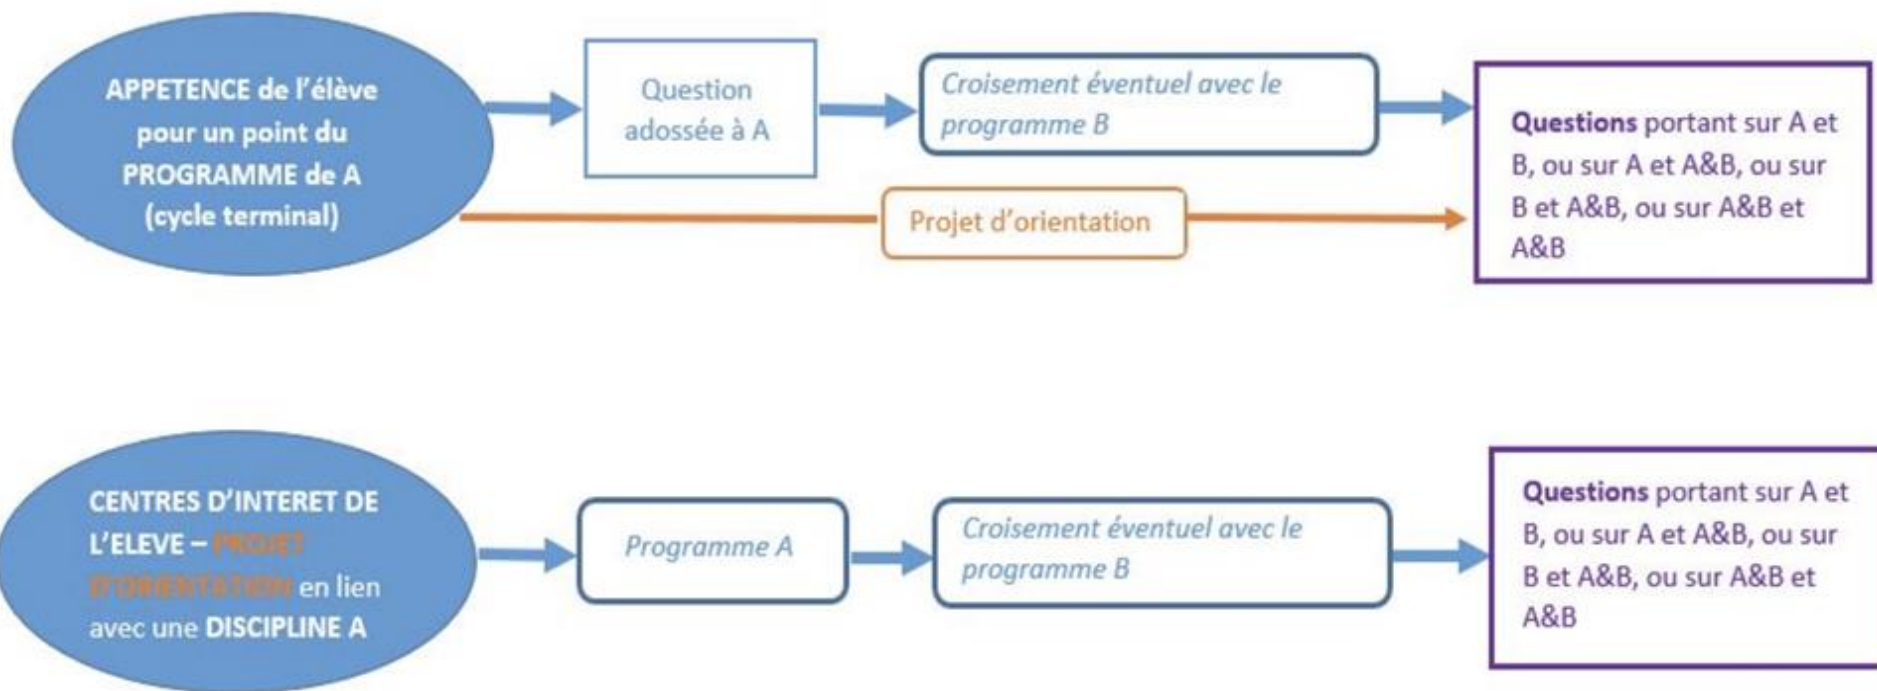 APPETENCE de l'élève
pour un point du
PROGRAMME de A
(cycle terminal)
Question
adossée à A
Croisement éventuel avec le
programme B
Projet d'orientation
Questions portant sur A et
B, ou sur A et A&B, ou sur
B et A&B, ou sur A&B et
A&B
CENTRES D'INTERET DE
L'ELEVE – PROJET
D'ORIENTATION en lien
avec une DISCIPLINE A
Programme A
Croisement éventuel avec le
programme B
Questions portant sur A et
B, ou sur A et A&B, ou sur
B et A&B, ou sur A&B et
A&B